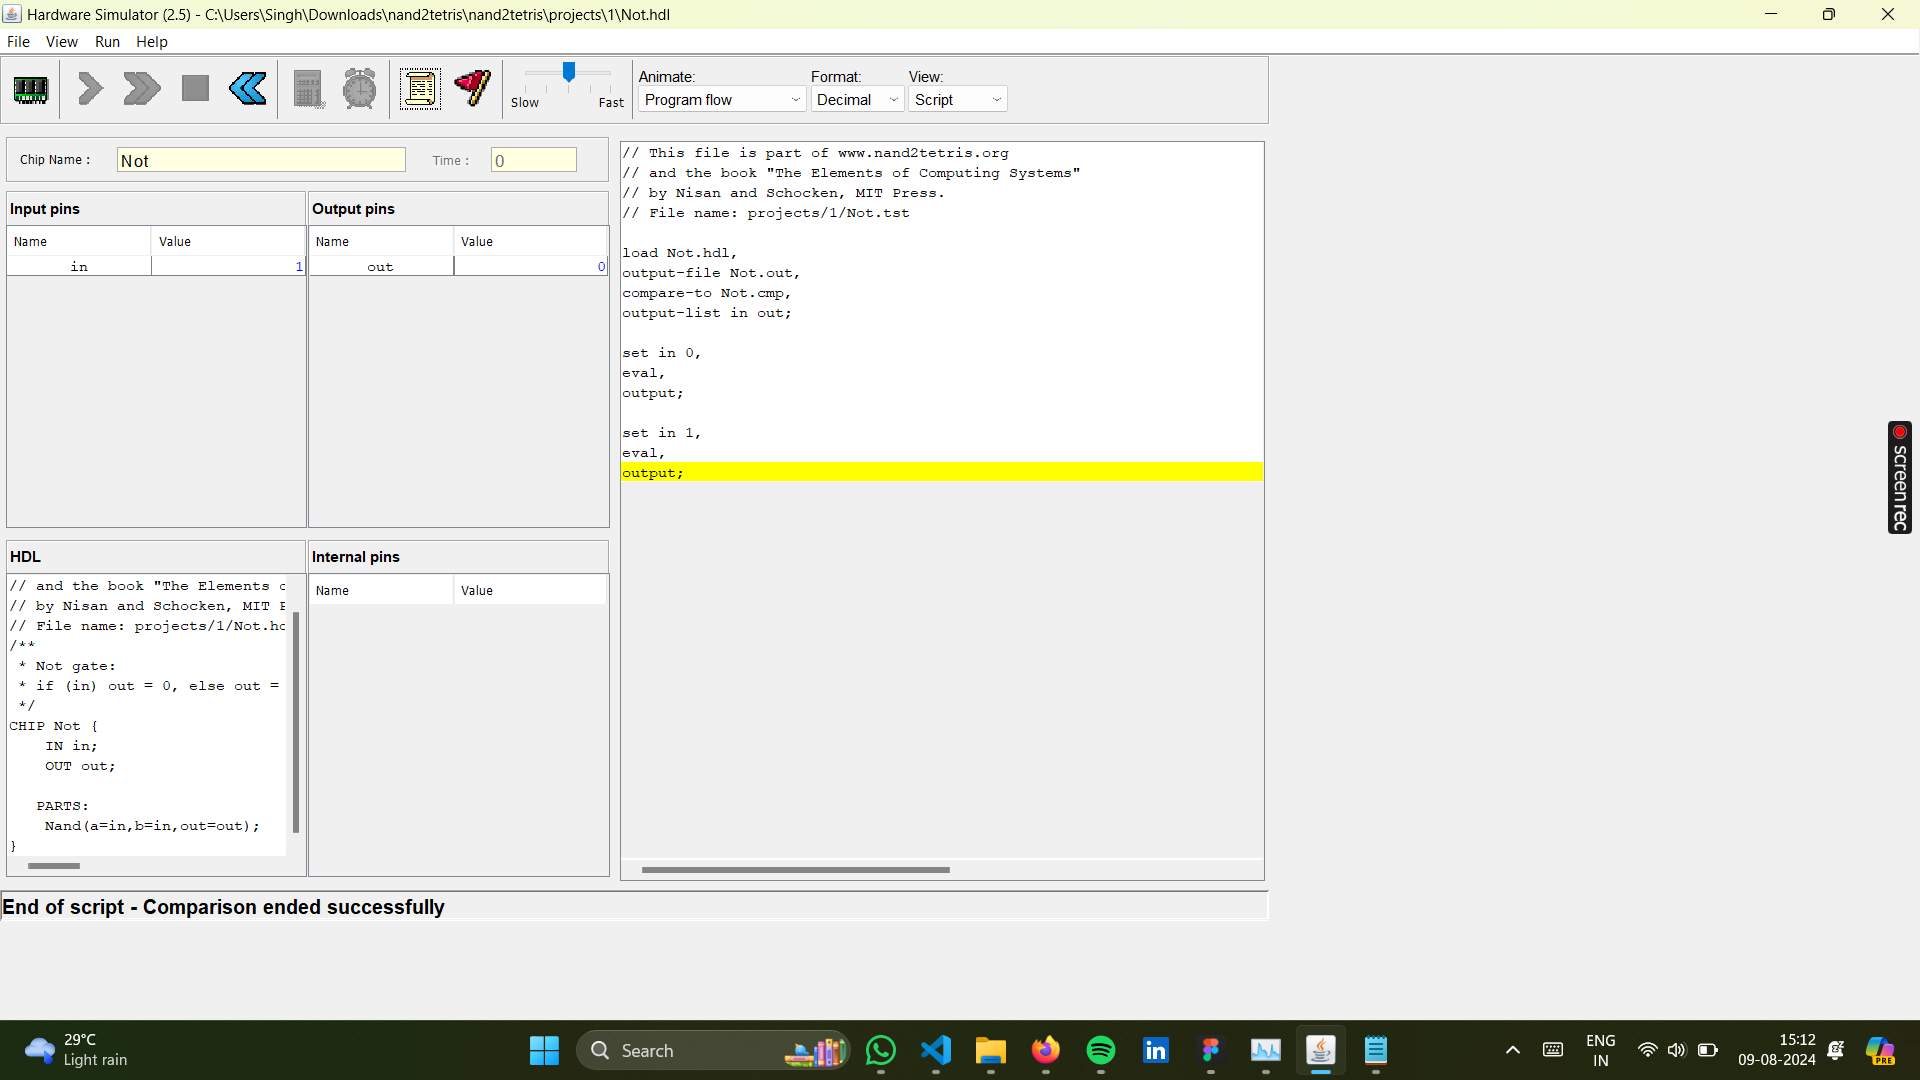 Hardware Simulator (2.5) - C:\Users\Singh\Downloads\nand2tetris\nand2tetris\projects\1\Not.hdl
File View Run Help
Slow Fast
Animate: Format: View:
Program flow Decimal Script
Chip Name : Not Time : 0
Input pins Output pins
Name Value Name Value
in 1 out 0
// This file is part of www.nand2tetris.org
// and the book "The Elements of Computing Systems"
// by Nisan and Schocken, MIT Press.
// File name: projects/1/Not.tst
load Not.hdl,
output-file Not.out,
compare-to Not.cmp,
output-list in out;
set in 0,
eval,
output;
set in 1,
eval,
output;
HDL Internal pins
Name Value
// and the book "The Elements
// by Nisan and Schocken, MIT
// File name: projects/1/Not.
/**
* Not gate:
* if (in) out = 0, else out =
*/
CHIP Not {
IN in;
OUT out;
PARTS:
Nand(a=in,b=in,out=out);
}
End of script - Comparison ended successfully
screenrec
29°C
Light rain
Search
ENG
IN
15:12
09-08-2024
PRE